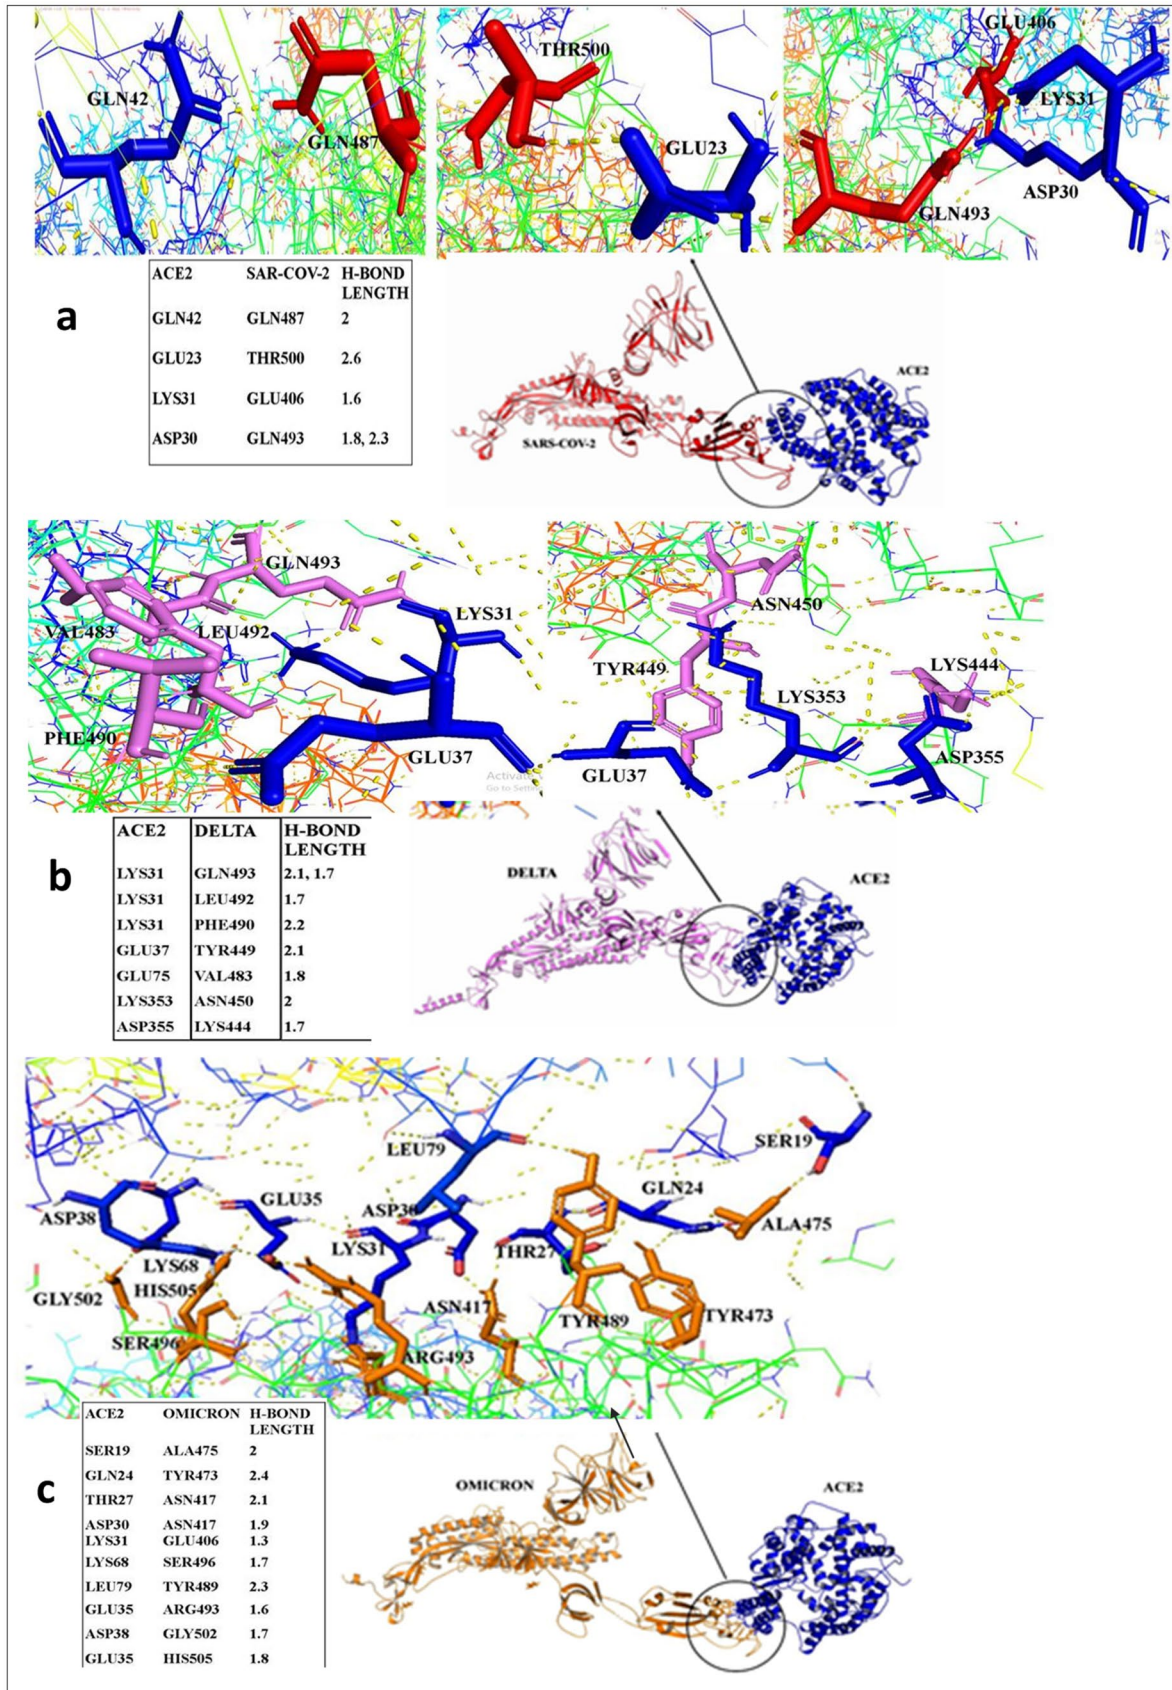 GLN42
GLN487
THR500
GLU23
GLU406
LYS31
ASP30
GLN493
a
ACE2 SAR-COV-2 H-BOND
LENGTH
GLN42 GLN487 2
GLU23 THR500 2.6
LYS31 GLU406 1.6
ASP30 GLN493 1.8, 2.3
SARS-COV-2
ACE2
GLN493
VAL483
LEU492
LYS31
PHE490
GLU37
Activate
Go to Settin
ASN450
TYR449
LYS444
LYS353
GLU37
ASP355
b
ACE2 DELTA H-BOND
LENGTH
LYS31 GLN493 2.1, 1.7
LYS31 LEU492 1.7
LYS31 PHE490 2.2
GLU37 TYR449 2.1
GLU75 VAL483 1.8
LYS353 ASN450 2
ASP355 LYS444 1.7
DELTA
ACE2
LEU79
SER19
ASP38
GLU35
ASP30
GLN24
ALA475
LYS31
THR27
LYS68
HIS505
GLY502
ASN417
SER496
TYR489
TYR473
ARG493
c
ACE2 OMICRON H-BOND
LENGTH
SER19 ALA475 2
GLN24 TYR473 2.4
THR27 ASN417 2.1
ASP30 ASN417 1.9
LYS31 GLU406 1.3
LYS68 SER496 1.7
LEU79 TYR489 2.3
GLU35 ARG493 1.6
ASP38 GLY502 1.7
GLU35 HIS505 1.8
OMICRON
ACE2